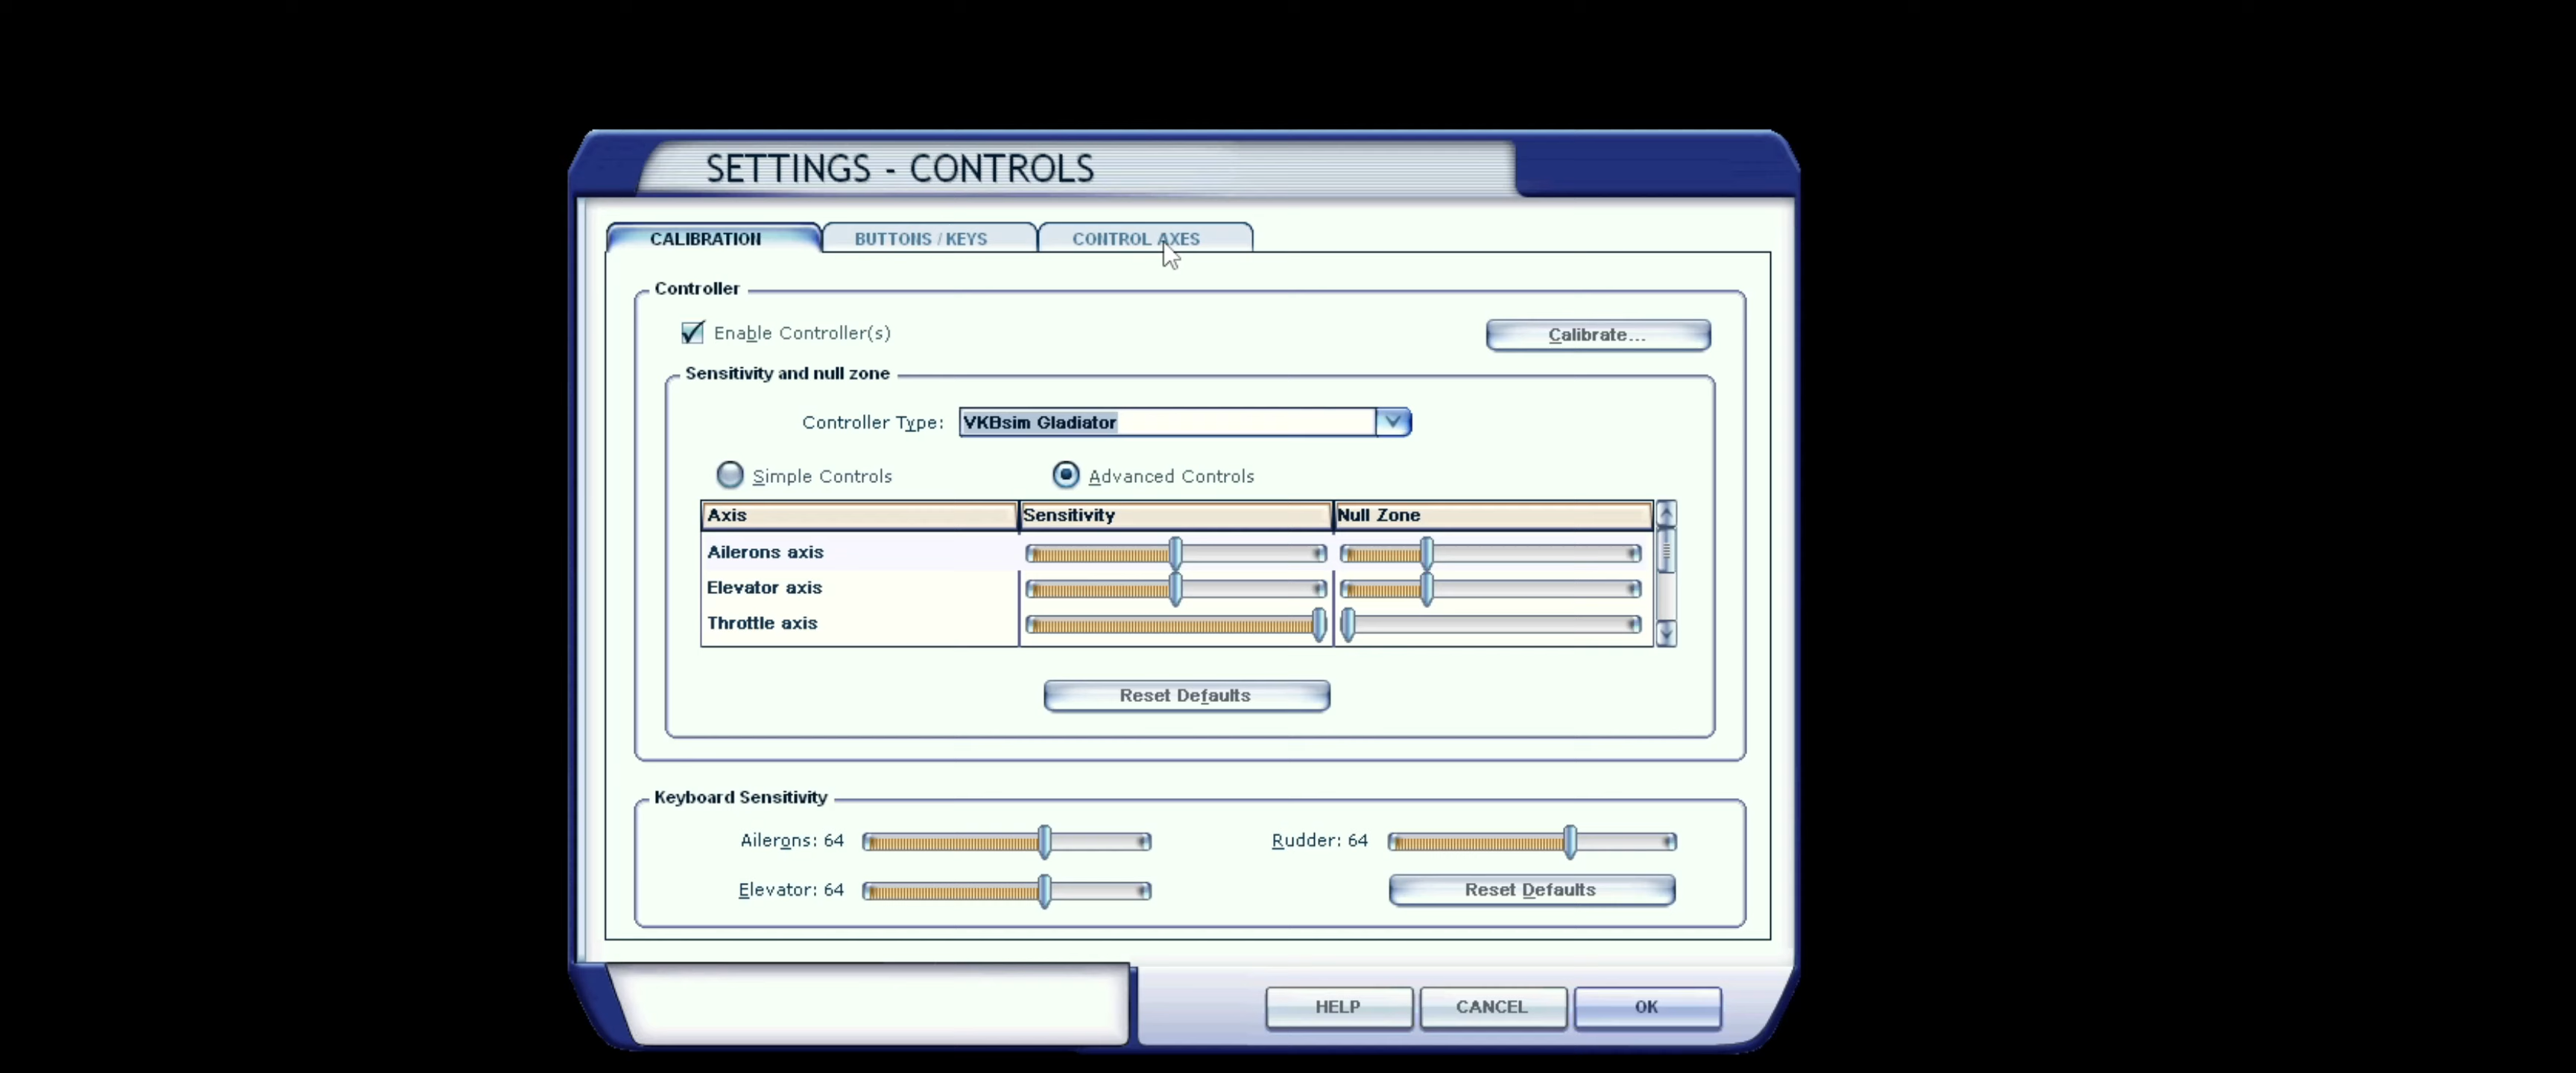 SETTINGS - CONTROLS
CALIBRATION
BUTTONS / KEYS
CONTROL AXES
Controller
Enable Controller(s)
Calibrate...
Sensitivity and null zone
Controller Type: VKBsim Gladiator
Simple Controls
Advanced Controls
Axis Sensitivity Null Zone
Ailerons axis
Elevator axis
Throttle axis
Reset Defaults
Keyboard Sensitivity
Ailerons: 64
Rudder: 64
Elevator: 64
Reset Defaults
HELP
CANCEL
OK